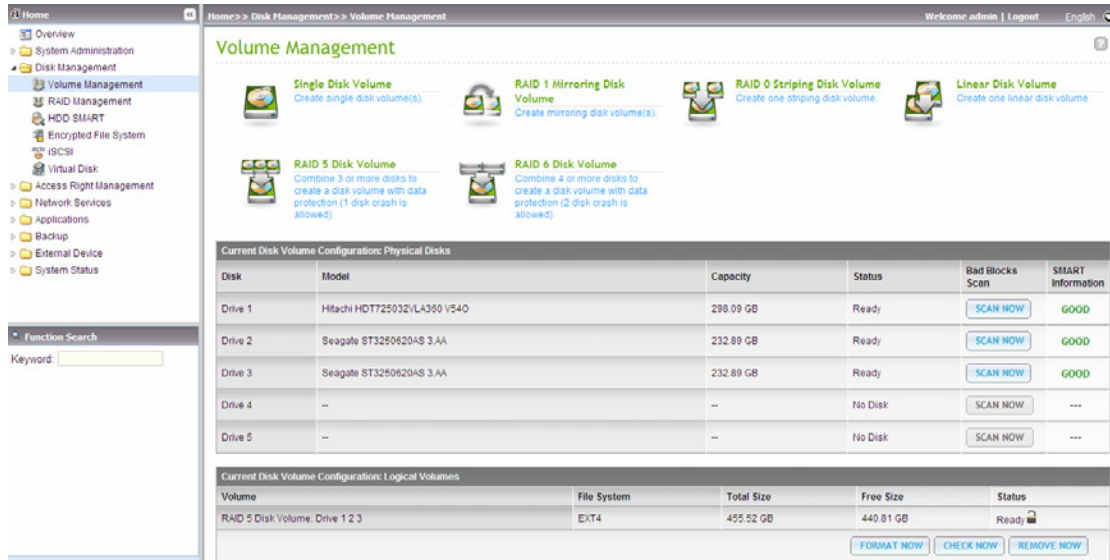 Home
Home>> Disk Management>> Volume Management
Welcome admin | Logout English
Overview
System Administration
Disk Management
Volume Management
RAID Management
HDD SMART
Encrypted File System
iSCSI
Virtual Disk
Access Right Management
Network Services
Applications
Backup
External Device
System Status
Function Search
Keyword:
Volume Management
Single Disk Volume
Create single disk volume(s).
RAID 1 Mirroring Disk
Volume
Create mirroring disk volume(s).
RAID 0 Striping Disk Volume
Create one striping disk volume.
Linear Disk Volume
Create one linear disk volume.
RAID 5 Disk Volume
Combine 3 or more disks to
create a disk volume with data
protection (1 disk crash is
allowed).
RAID 6 Disk Volume
Combine 4 or more disks to
create a disk volume with data
protection (2 disk crash is
allowed).
Current Disk Volume Configuration: Physical Disks
Disk Model Capacity Status Bad Blocks Scan SMART Information
Drive 1 Hitachi HDT725032VLA360 V54O 298.09 GB Ready SCAN NOW GOOD
Drive 2 Seagate ST3250620AS 3.AA 232.89 GB Ready SCAN NOW GOOD
Drive 3 Seagate ST3250620AS 3.AA 232.89 GB Ready SCAN NOW GOOD
Drive 4 -- -- No Disk SCAN NOW ---
Drive 5 -- -- No Disk SCAN NOW ---
Current Disk Volume Configuration: Logical Volumes
Volume File System Total Size Free Size Status
RAID 5 Disk Volume: Drive 1 2 3 EXT4 455.52 GB 440.81 GB Ready
FORMAT NOW CHECK NOW REMOVE NOW